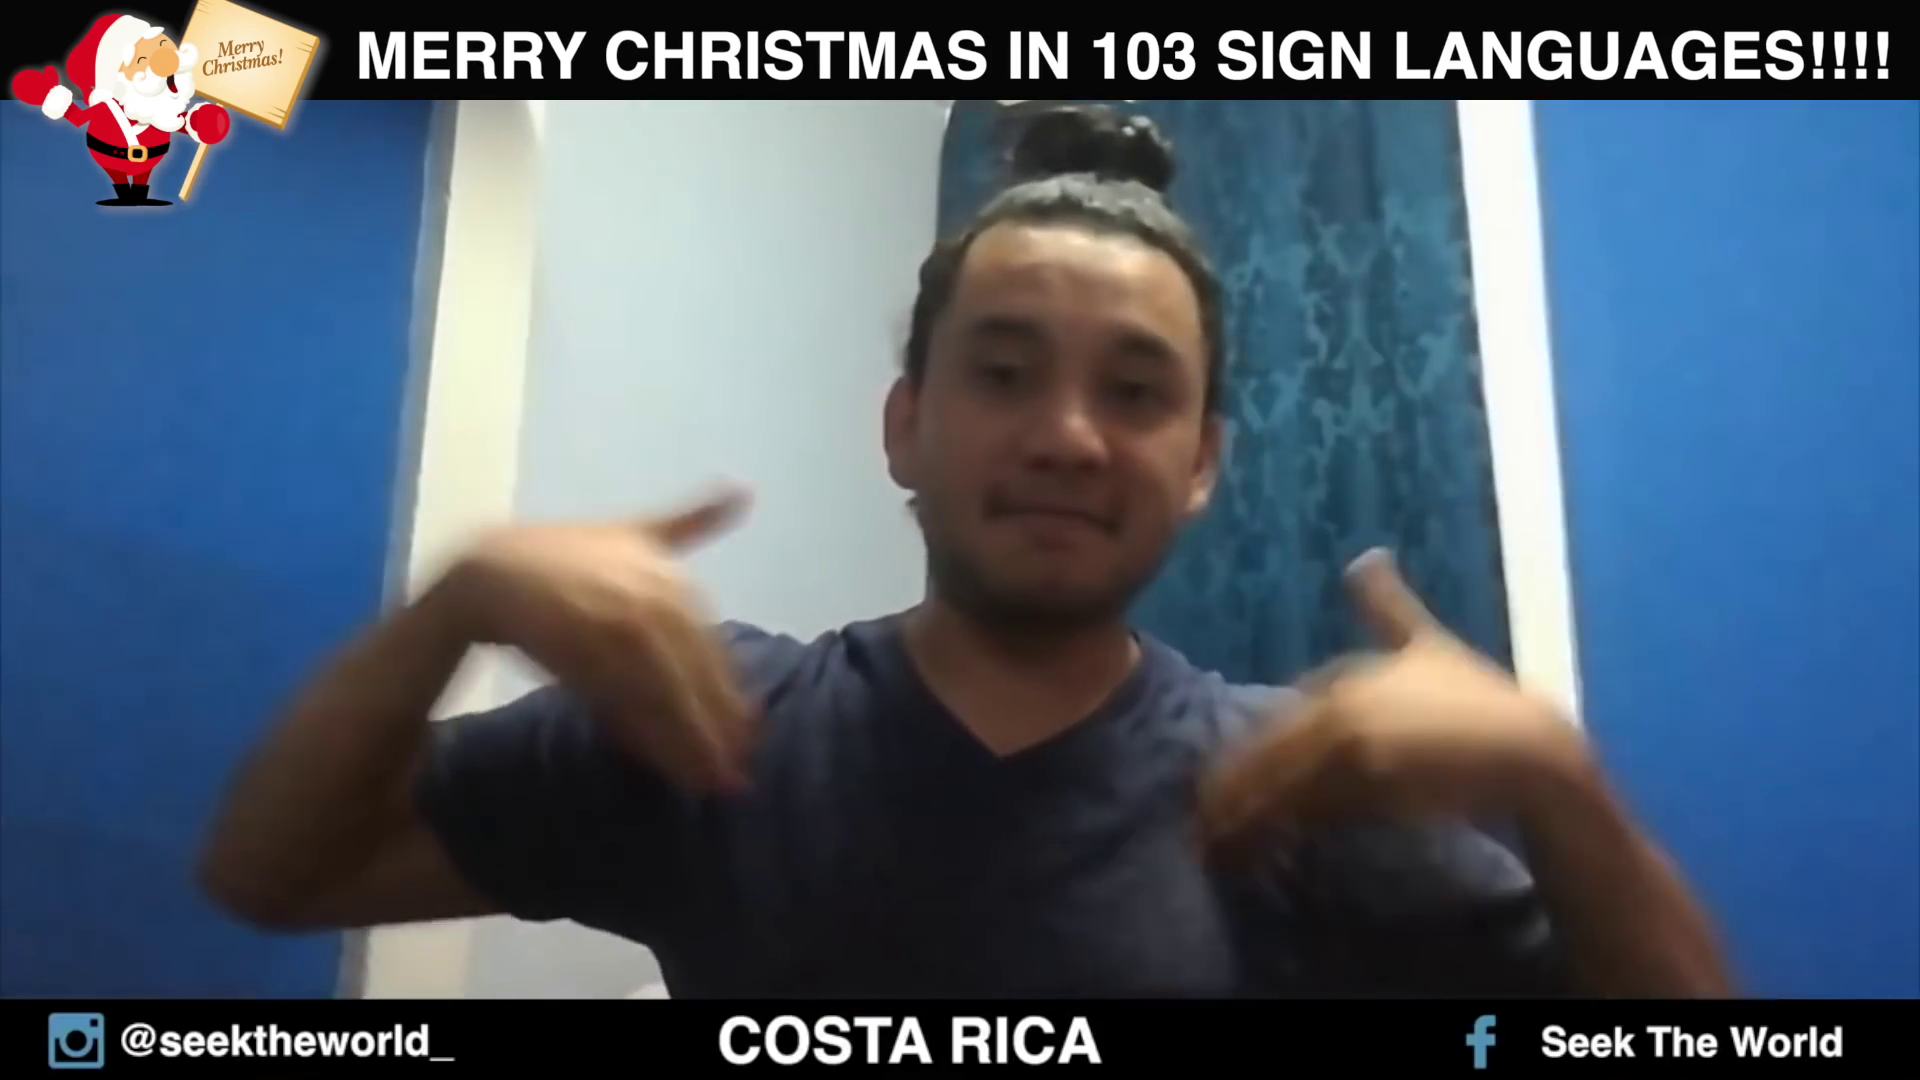 Merry
Christmas!
MERRY CHRISTMAS IN 103 SIGN LANGUAGES!!!!
@seektheworld_
COSTA RICA
Seek The World